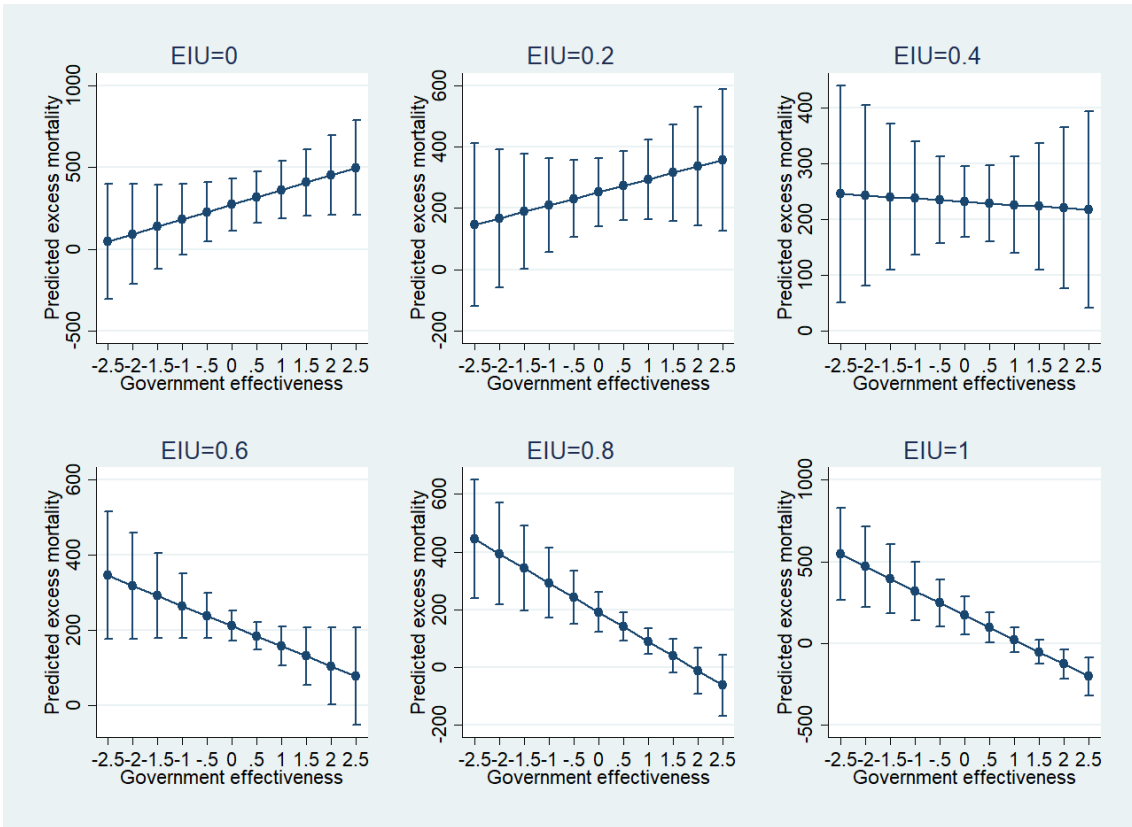 EIU=0
Predicted excess mortality
1000
500
0
-500
-2.5 -2 -1.5 -1 -.5 0 .5 1 1.5 2 2.5
Government effectiveness
EIU=0.2
Predicted excess mortality
600
400
200
0
-200
-2.5 -2 -1.5 -1 -.5 0 .5 1 1.5 2 2.5
Government effectiveness
EIU=0.4
Predicted excess mortality
400
300
200
100
0
-2.5 -2 -1.5 -1 -.5 0 .5 1 1.5 2 2.5
Government effectiveness
EIU=0.6
Predicted excess mortality
600
400
200
0
-2.5 -2 -1.5 -1 -.5 0 .5 1 1.5 2 2.5
Government effectiveness
EIU=0.8
Predicted excess mortality
600
400
200
0
-200
-2.5 -2 -1.5 -1 -.5 0 .5 1 1.5 2 2.5
Government effectiveness
EIU=1
Predicted excess mortality
1000
500
0
-500
-2.5 -2 -1.5 -1 -.5 0 .5 1 1.5 2 2.5
Government effectiveness